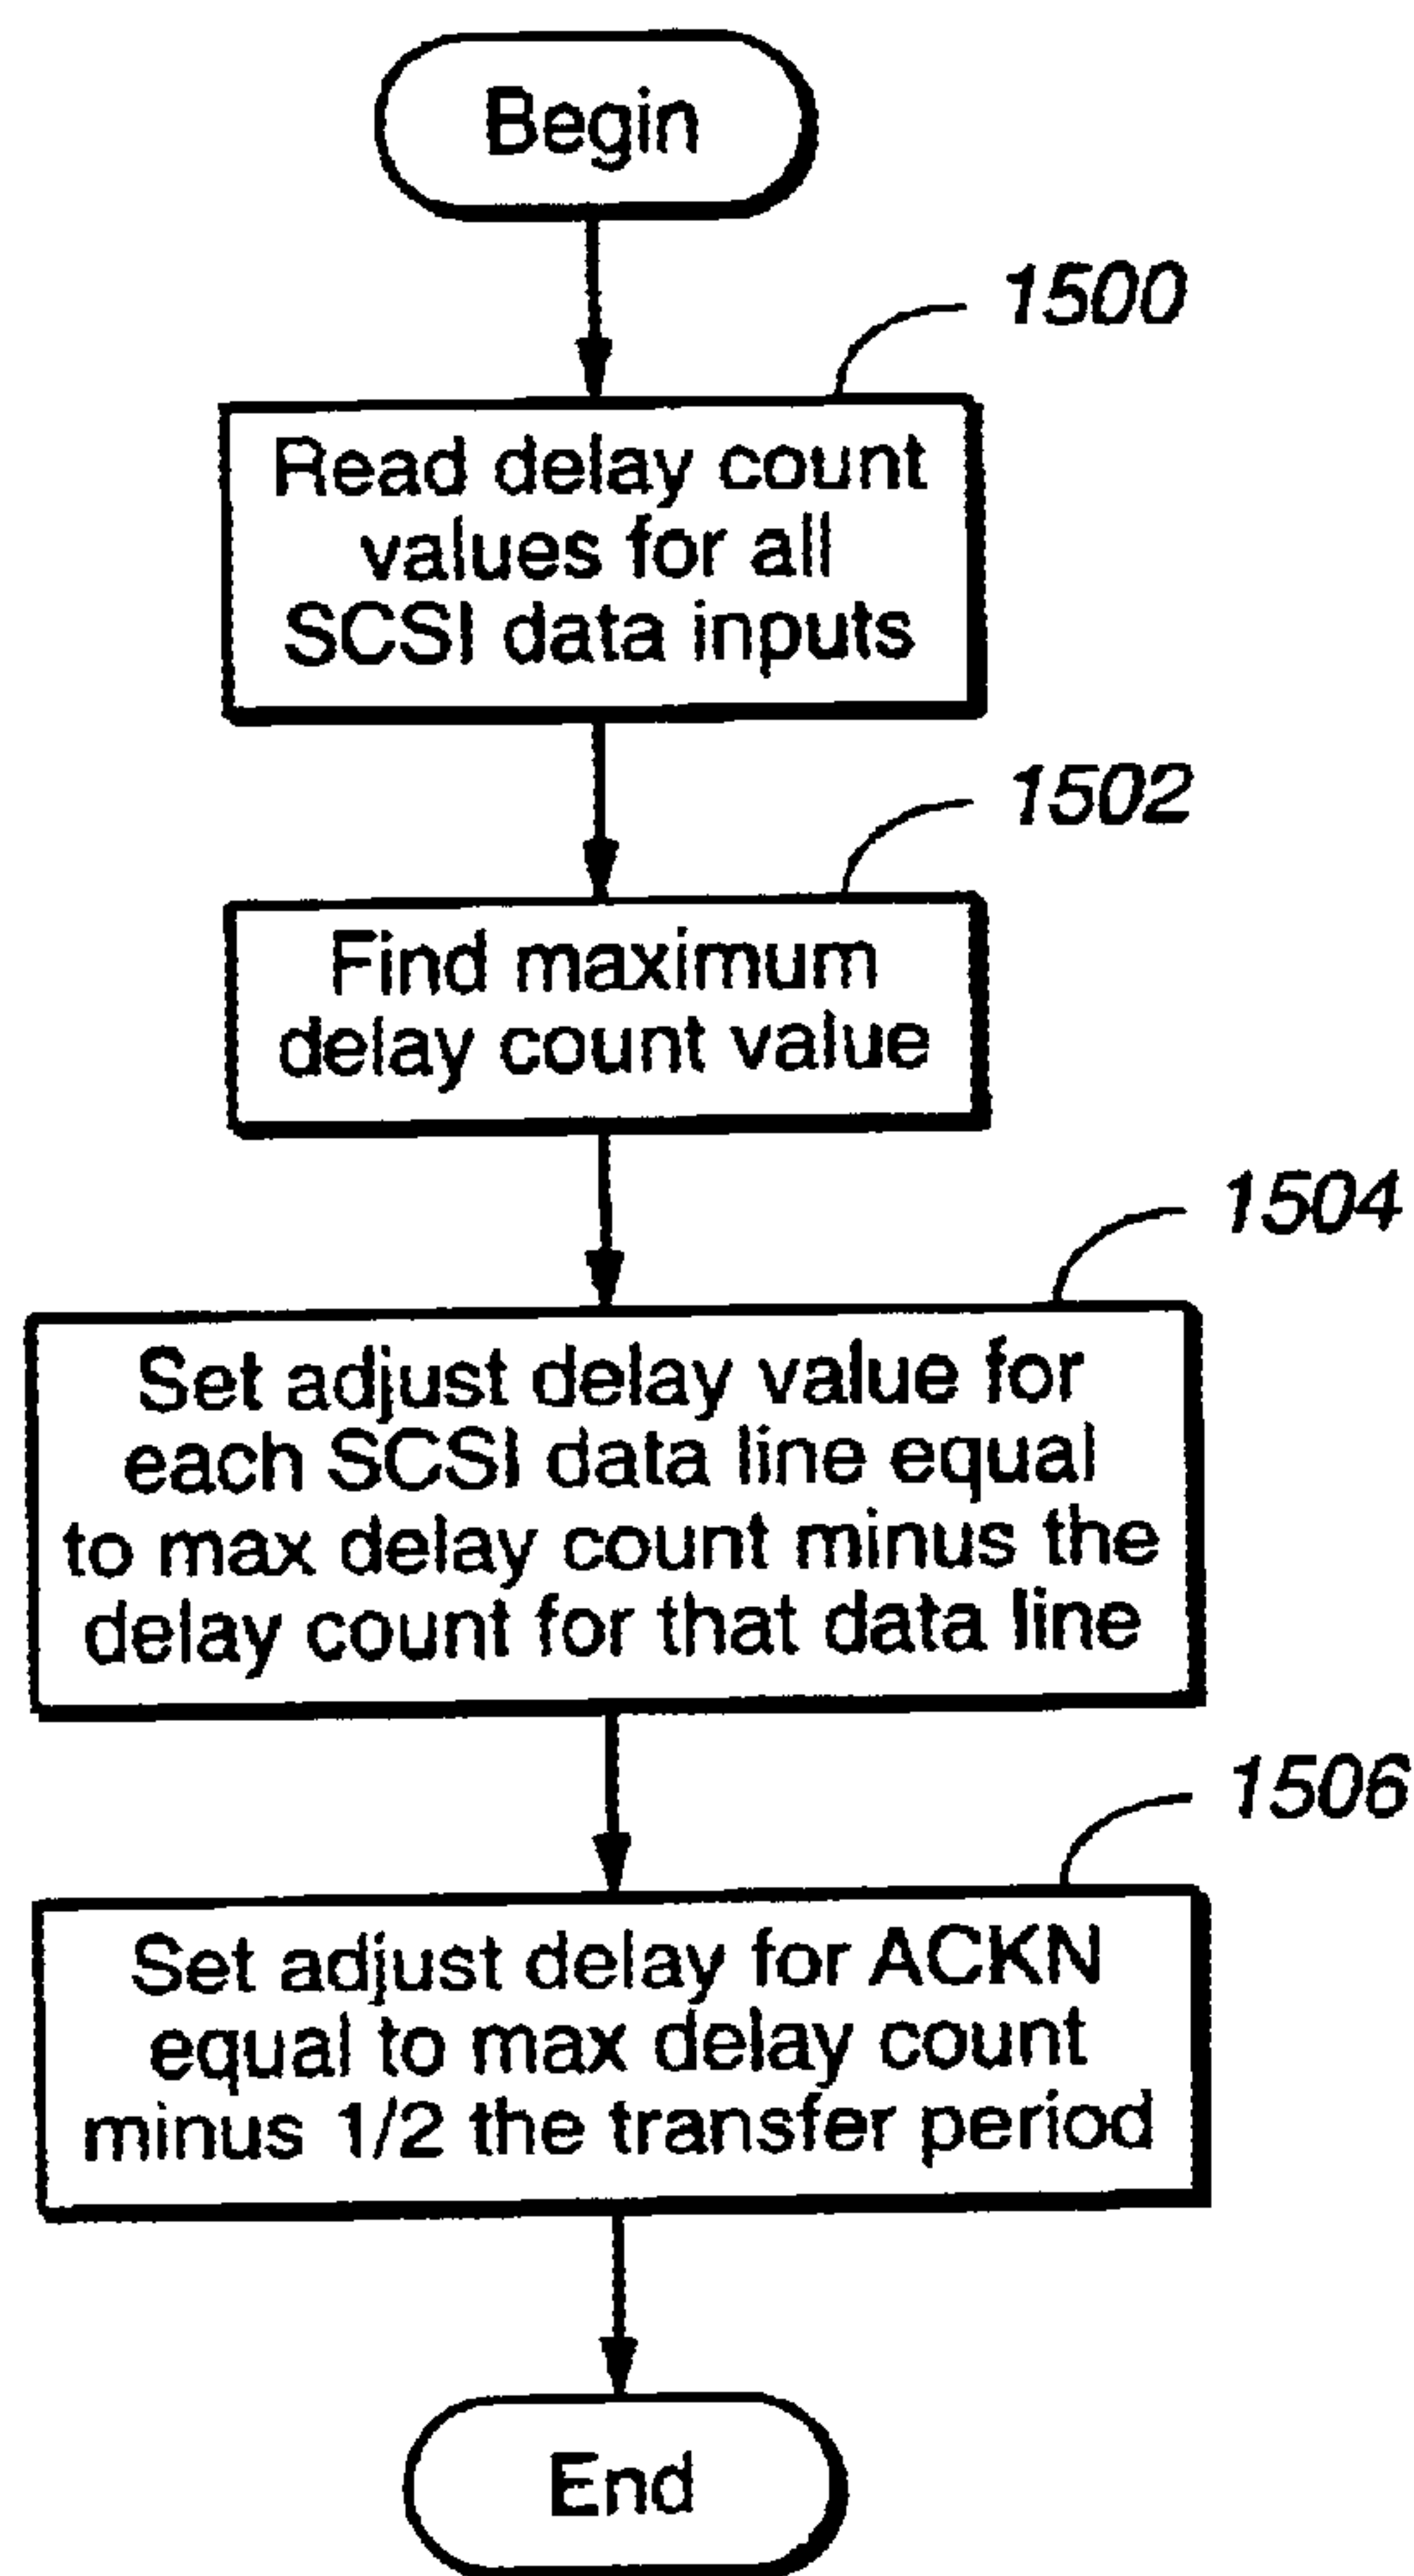 Begin
1500
Read delay count
values for all
SCSI data inputs
1502
Find maximum
delay count value
1504
Set adjust delay value for
each SCSI data line equal
to max delay count minus the
delay count for that data line
1506
Set adjust delay for ACKN
equal to max delay count
minus 1/2 the transfer period
End